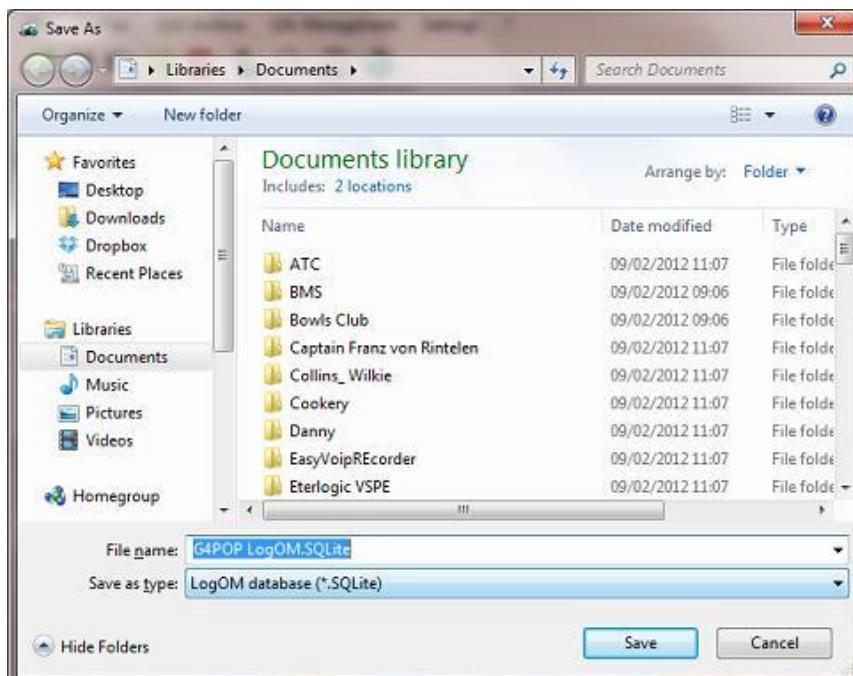 Save As
Libraries Documents
Search Documents
Organize New folder
Favorites
Desktop
Downloads
Dropbox
Recent Places
Libraries
Documents
Music
Pictures
Videos
Homegroup
Documents library
Includes: 2 locations
Arrange by: Folder
Name Date modified Type
ATC 09/02/2012 11:07 File folde
BMS 09/02/2012 09:06 File folde
Bowls Club 09/02/2012 09:06 File folde
Captain Franz von Rintelen 09/02/2012 11:07 File folde
Collins_ Wilkie 09/02/2012 11:07 File folde
Cookery 09/02/2012 11:07 File folde
Danny 09/02/2012 11:07 File folde
EasyVoipREcorder 09/02/2012 11:07 File folde
Eterlogic VSPE 09/02/2012 11:07 File folde
File name: G4POP LogOM.SQLite
Save as type: LogOM database (*.SQLite)
Hide Folders Save Cancel